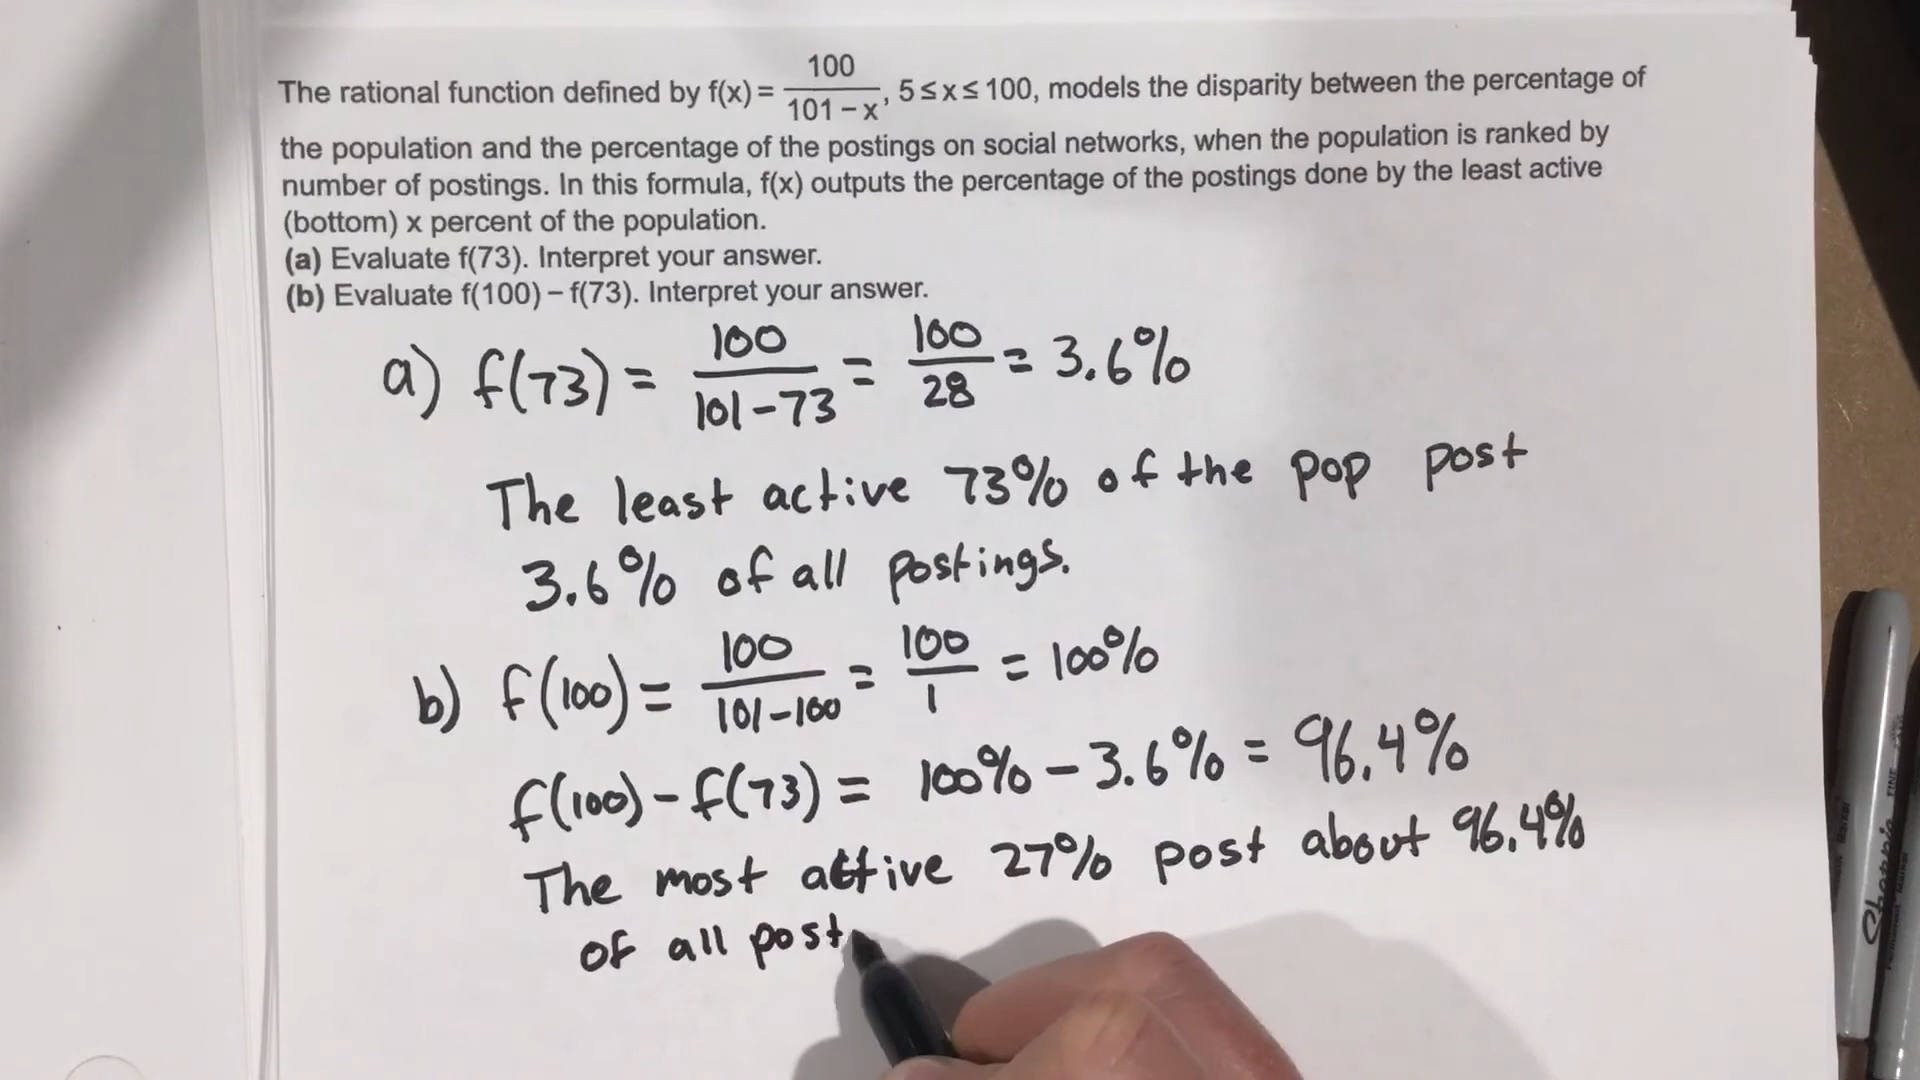 The rational function defined by f(x) = 100/(101 − x), 5 ≤ x ≤ 100, models the disparity between the percentage of
the population and the percentage of the postings on social networks, when the population is ranked by
number of postings. In this formula, f(x) outputs the percentage of the postings done by the least active
(bottom) x percent of the population.
(a) Evaluate f(73). Interpret your answer.
(b) Evaluate f(100) − f(73). Interpret your answer.
a) f(73) = 100/(101-73) = 100/28 = 3.6%
The least active 73% of the pop post
3.6% of all postings.
b) f(100) = 100/(101-100) = 100/1 = 100%
f(100) - f(73) = 100% - 3.6% = 96.4%
The most active 27% post about 96.4%
of all post
Sharpie
FINE